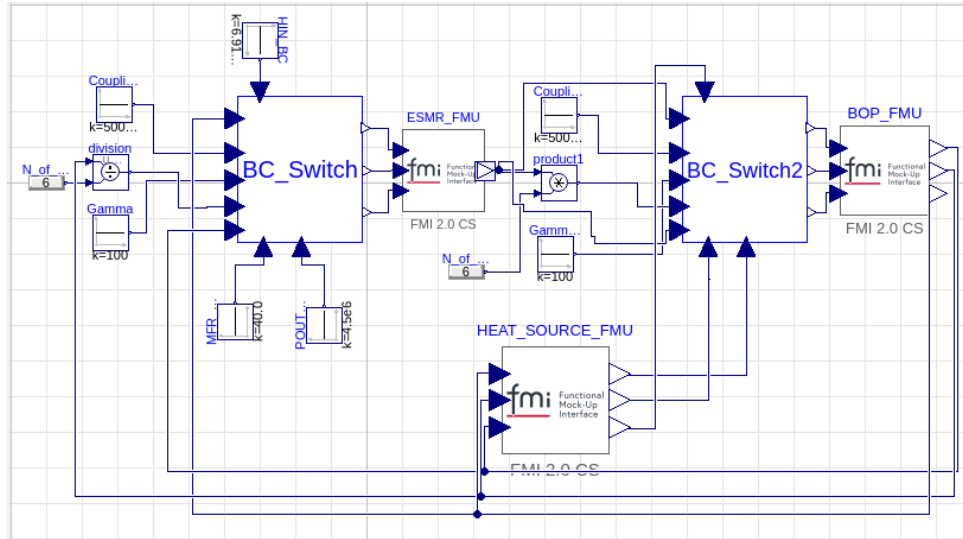 HIN_BC
k=6.91...
Coupli...
k=500...
division
N_of_...
6
Gamma
k=100
BC_Switch
ESMR_FMU
fmi
Functional
Mock-Up
Interface
FMI 2.0 CS
MFR_...
k=40.0
POUT_...
k=4.5e6
Coupli...
k=500...
product1
N_of_...
6
Gamm...
k=100
BC_Switch2
BOP_FMU
fmi
Functional
Mock-Up
Interface
FMI 2.0 CS
HEAT_SOURCE_FMU
fmi
Functional
Mock-Up
Interface
FMI 2.0 CS